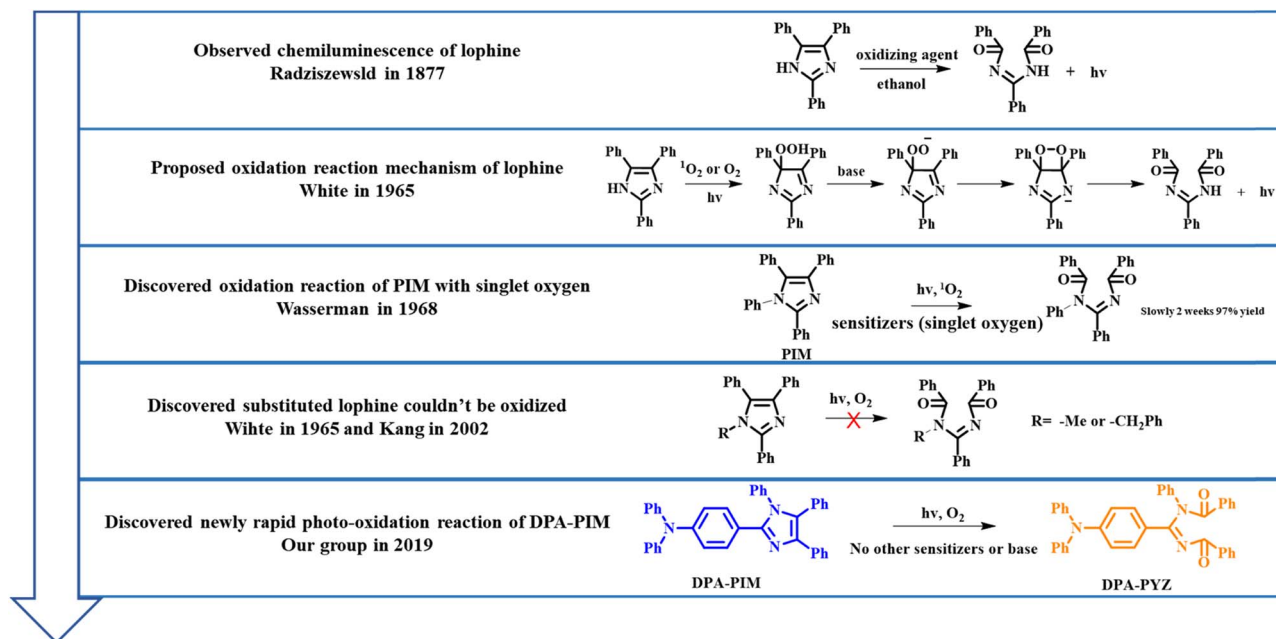 Observed chemiluminescence of lophine
Radziszewsld in 1877
Ph
Ph
HN
N
Ph
oxidizing agent
ethanol
Ph
Ph
O
O
N
NH
Ph
+ hv
Proposed oxidation reaction mechanism of lophine
White in 1965
Ph
Ph
HN
N
Ph
¹O₂ or O₂
hv
Ph OOH Ph
N
N
Ph
base
Ph OO⁻ Ph
N
N
Ph
Ph O-O Ph
N
N⁻
Ph
Ph
Ph
O
O
N
NH
Ph
+ hv
Discovered oxidation reaction of PIM with singlet oxygen
Wasserman in 1968
Ph
Ph
Ph
N
N
Ph
PIM
hv, ¹O₂
sensitizers (singlet oxygen)
Ph
Ph
O
O
N
N
Ph
Ph
Slowly 2 weeks 97% yield
Discovered substituted lophine couldn't be oxidized
Wihte in 1965 and Kang in 2002
Ph
Ph
N
N
R
Ph
hv, O₂
X
Ph
Ph
O
O
N
N
R
Ph
R= -Me or -CH₂Ph
Discovered newly rapid photo-oxidation reaction of DPA-PIM
Our group in 2019
Ph
N
Ph
Ph
N
Ph
N
Ph
DPA-PIM
hv, O₂
No other sensitizers or base
Ph
N
Ph
Ph
O
N
Ph
N
O
Ph
DPA-PYZ